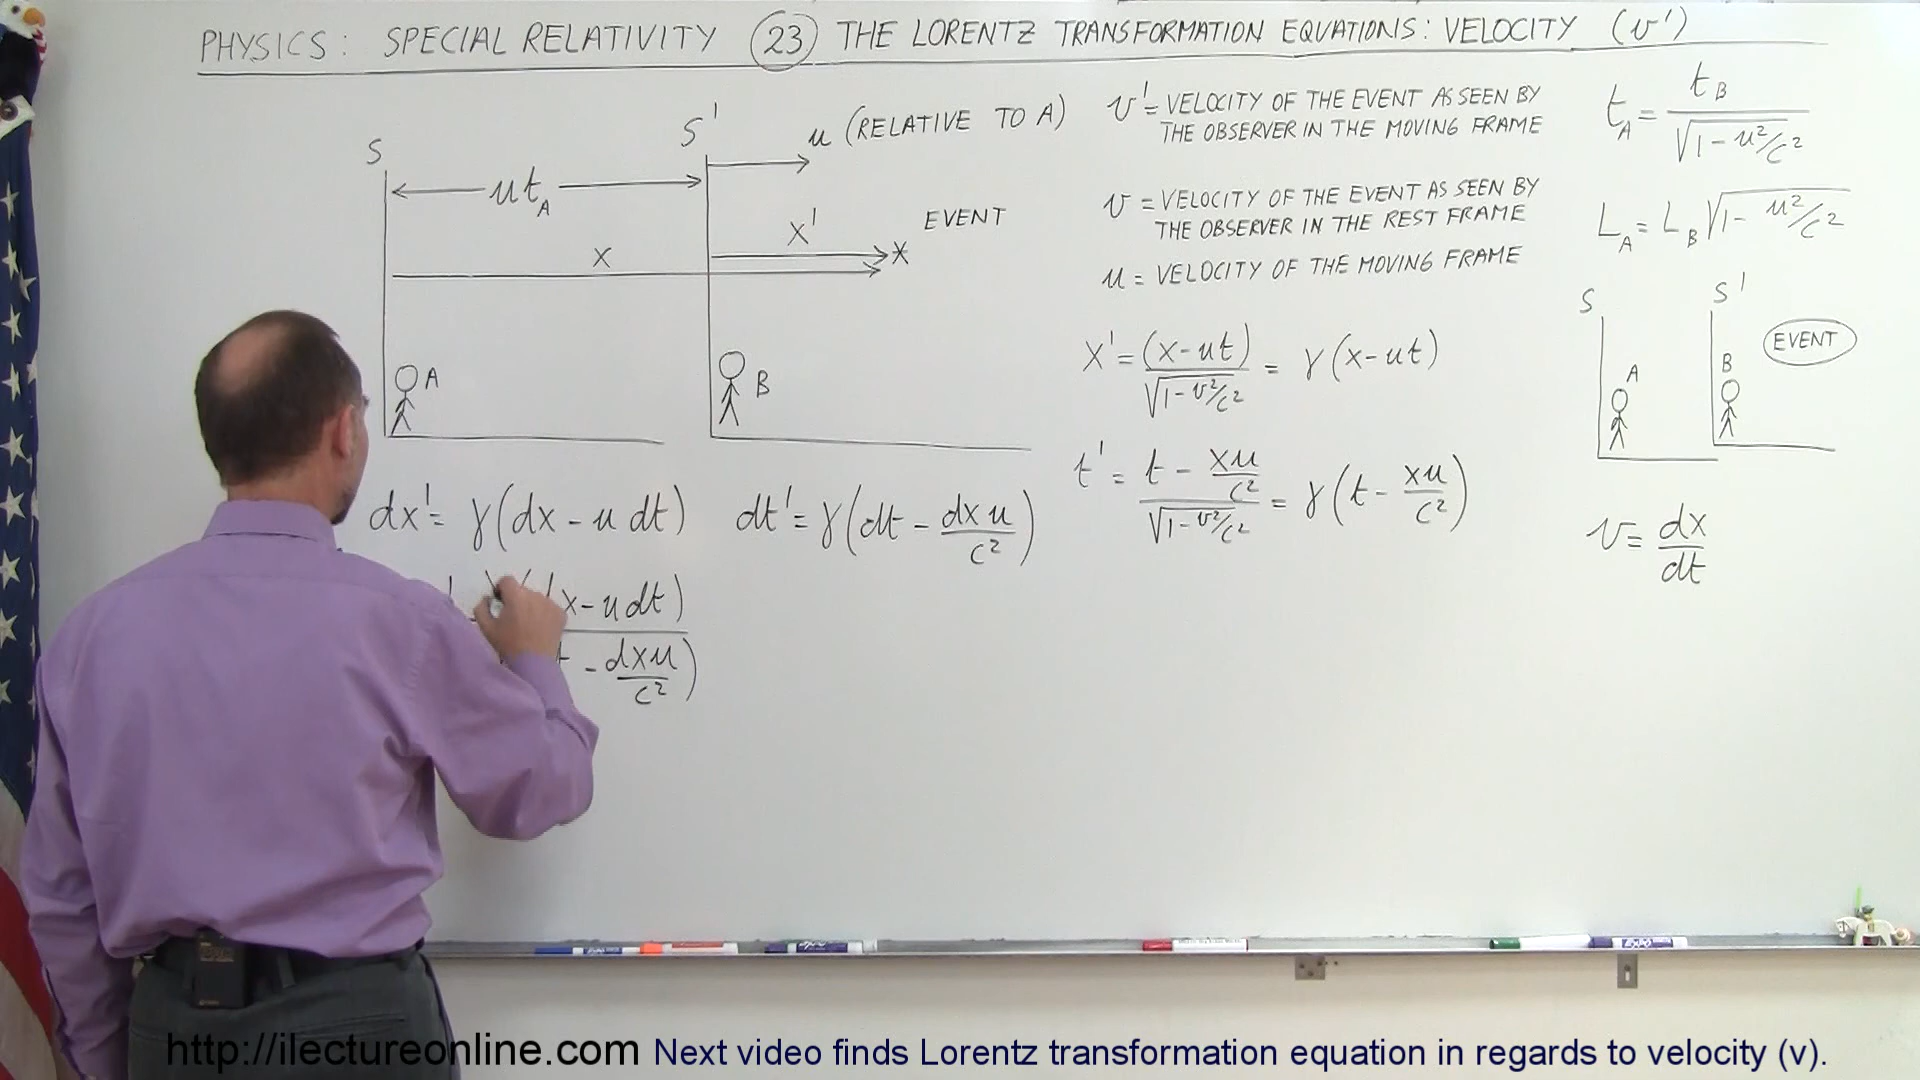 PHYSICS: SPECIAL RELATIVITY (23) THE LORENTZ TRANSFORMATION EQUATIONS: VELOCITY (v')
S
S'
u (RELATIVE TO A)
u t_A
x'
EVENT
x
A
B
v' = VELOCITY OF THE EVENT AS SEEN BY
THE OBSERVER IN THE MOVING FRAME
v = VELOCITY OF THE EVENT AS SEEN BY
THE OBSERVER IN THE REST FRAME
u = VELOCITY OF THE MOVING FRAME
x' = (x-ut)/√(1-v²/c²) = γ(x-ut)
t' = (t - xu/c²)/√(1-v²/c²) = γ(t - xu/c²)
t_A = t_B/√(1-u²/c²)
L_A = L_B √(1-u²/c²)
S
S'
EVENT
A
B
v = dx/dt
dx' = γ(dx - u dt)
dt' = γ(dt - dx u/c²)
x - u dt)
- dxu/c²)
http://ilectureonline.com Next video finds Lorentz transformation equation in regards to velocity (v).